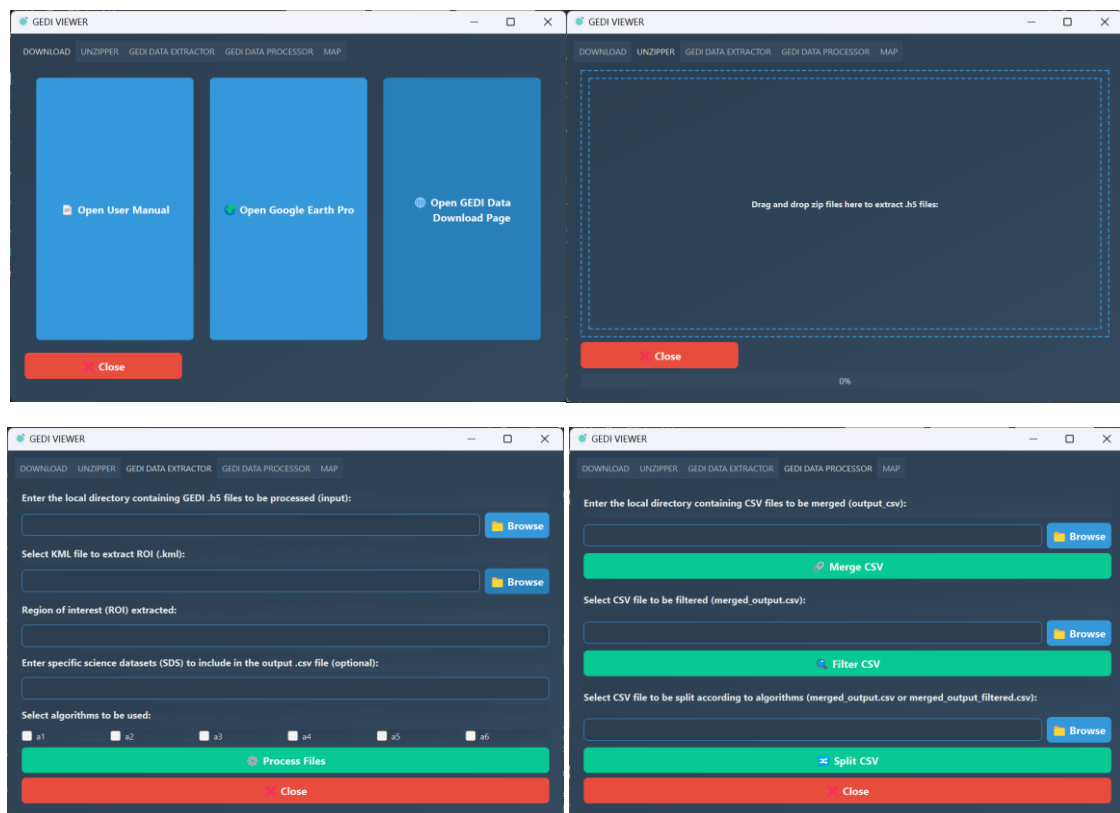 GEDI VIEWER
DOWNLOAD UNZIPPER GEDI DATA EXTRACTOR GEDI DATA PROCESSOR MAP
Open User Manual
Open Google Earth Pro
Open GEDI Data
Download Page
Close
GEDI VIEWER
DOWNLOAD UNZIPPER GEDI DATA EXTRACTOR GEDI DATA PROCESSOR MAP
Drag and drop zip files here to extract .h5 files:
Close
0%
GEDI VIEWER
DOWNLOAD UNZIPPER GEDI DATA EXTRACTOR GEDI DATA PROCESSOR MAP
Enter the local directory containing GEDI .h5 files to be processed (input):
Browse
Select KML file to extract ROI (.kml):
Browse
Region of interest (ROI) extracted:
Enter specific science datasets (SDS) to include in the output .csv file (optional):
Select algorithms to be used:
a1 a2 a3 a4 a5 a6
Process Files
Close
GEDI VIEWER
DOWNLOAD UNZIPPER GEDI DATA EXTRACTOR GEDI DATA PROCESSOR MAP
Enter the local directory containing CSV files to be merged (output_csv):
Browse
Merge CSV
Select CSV file to be filtered (merged_output.csv):
Browse
Filter CSV
Select CSV file to be split according to algorithms (merged_output.csv or merged_output_filtered.csv):
Browse
Split CSV
Close